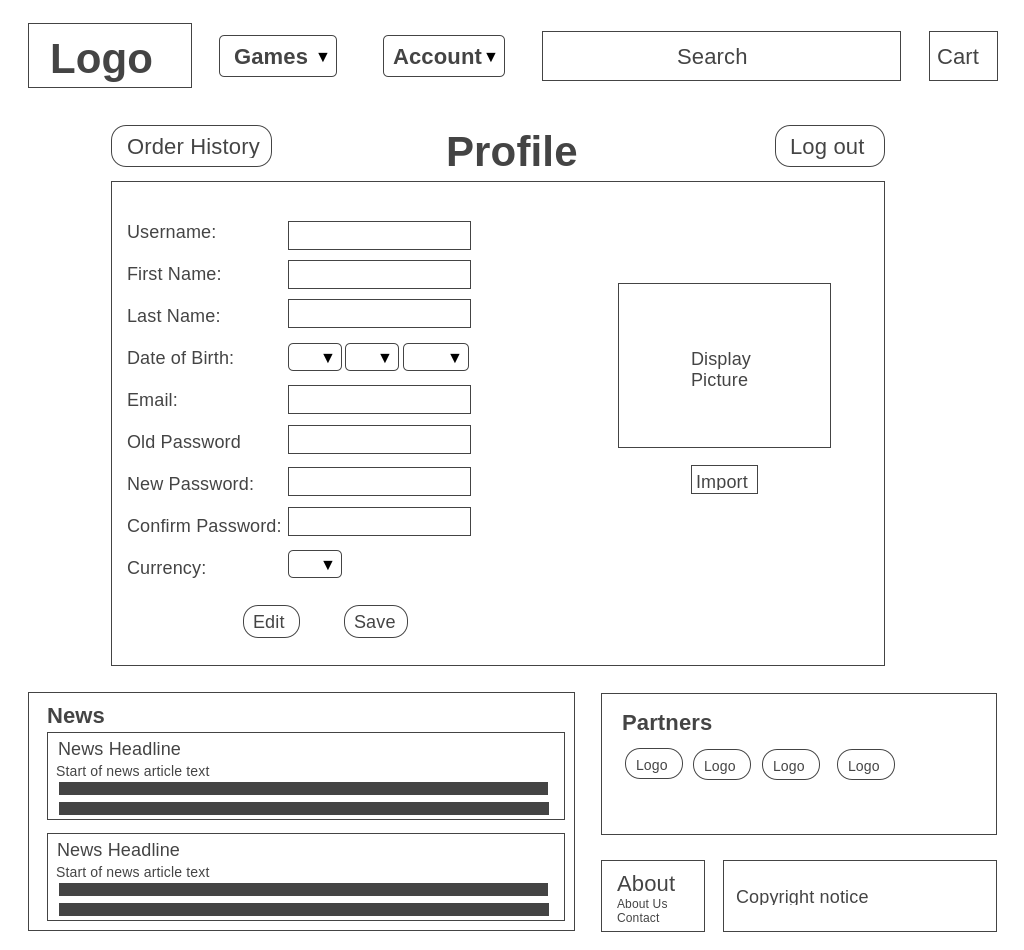 Logo
Games ▼
Account ▼
Search
Cart
Order History
Profile
Log out
Username:
First Name:
Last Name:
Date of Birth: ▼ ▼ ▼
Email:
Old Password
New Password:
Confirm Password:
Currency: ▼
Edit
Save
Display
Picture
Import
News
News Headline
Start of news article text
News Headline
Start of news article text
Partners
Logo Logo Logo Logo
About
About Us
Contact
Copyright notice